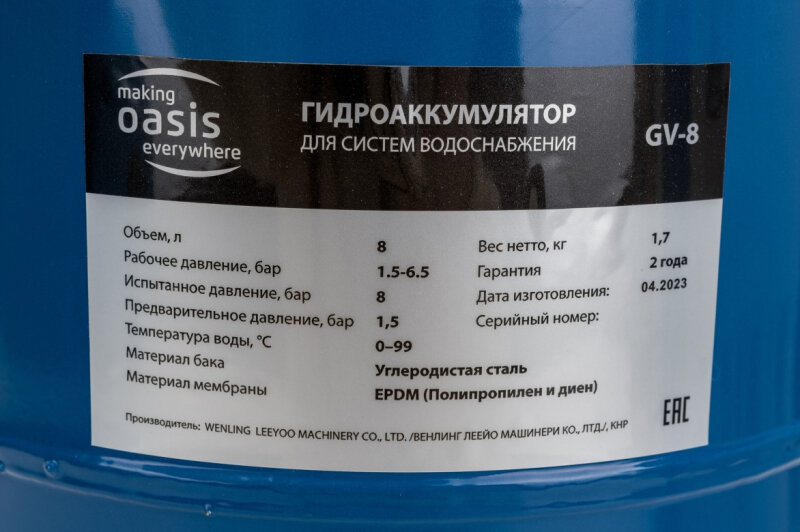 making
oasis
everywhere
ГИДРОАККУМУЛЯТОР
ДЛЯ СИСТЕМ ВОДОСНАБЖЕНИЯ
GV-8
Объем, л 8
Рабочее давление, бар 1.5-6.5
Испытанное давление, бар 8
Предварительное давление, бар 1,5
Температура воды, °C 0–99
Материал бака Углеродистая сталь
Материал мембраны EPDM (Полипропилен и диен)
Вес нетто, кг 1,7
Гарантия 2 года
Дата изготовления: 04.2023
Серийный номер:
Производитель: WENLING LEEYOO MACHINERY CO., LTD. /ВЕНЛИНГ ЛЕЕЙО МАШИНЕРИ КО., ЛТД./, КНР
EAC